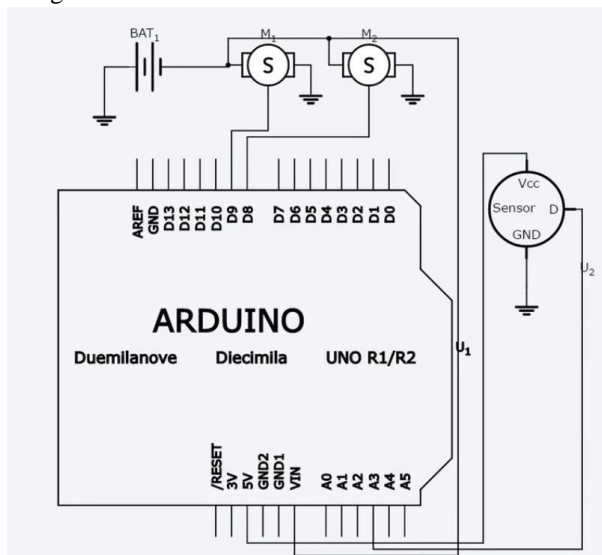 BAT1
M1
M2
S
S
AREF
GND
D13
D12
D11
D10
D9
D8
D7
D6
D5
D4
D3
D2
D1
D0
Vcc
Sensor D
GND
U2
ARDUINO
U1
Duemilanove Diecimila UNO R1/R2
/RESET
3V
5V
GND2
GND1
VIN
A0
A1
A2
A3
A4
A5